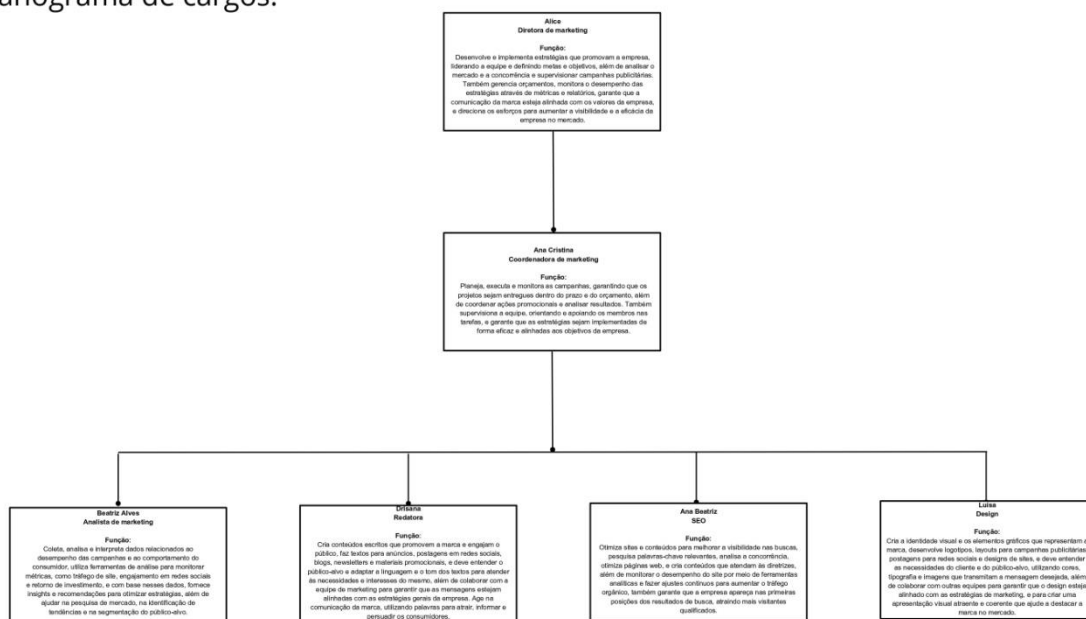 anograma de cargos:
Alice
Diretora de marketing
Função:
Desenvolve e implementa estratégias que promovam a empresa,
liderando a equipe e definindo metas e objetivos, além de analisar o
mercado e a concorrência e supervisionar campanhas publicitárias.
Também gerencia orçamentos, monitora o desempenho das
estratégias através de métricas e relatórios, garante que a
comunicação da marca esteja alinhada com os valores da empresa,
e direciona os esforços para aumentar a visibilidade e a eficácia da
empresa no mercado.
Ana Cristina
Coordenadora de marketing
Função:
Planeja, executa e monitora as campanhas, garantindo que os
projetos sejam entregues dentro do prazo e do orçamento, além
de coordenar ações promocionais e analisar resultados. Também
supervisiona a equipe, orientando e apoiando os membros nas
tarefas, e garante que as estratégias sejam implementadas da
forma eficaz e alinhadas aos objetivos da empresa.
Beatriz Alves
Analista de marketing
Função:
Coleta, analisa e interpreta dados relacionados ao
desempenho das campanhas e ao comportamento do
consumidor, utiliza ferramentas de análise para monitorar
métricas, como tráfego de site, engajamento em redes sociais
e retorno de investimento, e com base nesses dados, fornece
insights e recomendações para otimizar estratégias, além de
ajudar na pesquisa de mercado, na identificação de
tendências e na segmentação do público-alvo.
Drisana
Redatora
Função:
Cria conteúdos escritos que promovem a marca e engajam o
público, faz textos para anúncios, postagens em redes sociais,
blogs, newsletters e materiais promocionais, e deve entender o
público-alvo e adaptar a linguagem e o tom dos textos para atender
às necessidades e interesses do mesmo, além de colaborar com a
equipe de marketing para garantir que as mensagens estejam
alinhadas com as estratégias gerais da empresa. Age na
comunicação da marca, utilizando palavras para atrair, informar e
persuadir os consumidores.
Ana Beatriz
SEO
Função:
Otimiza sites e conteúdos para melhorar a visibilidade nas buscas,
pesquisa palavras-chave relevantes, analisa a concorrência,
otimiza páginas web, e cria conteúdos que atendam às diretrizes,
além de monitorar o desempenho do site por meio de ferramentas
analíticas e fazer ajustes contínuos para aumentar o tráfego
orgânico, também garante que a empresa apareça nas primeiras
posições dos resultados de busca, atraindo mais visitantes
qualificados.
Luisa
Design
Função:
Cria a identidade visual e os elementos gráficos que representam a
marca, desenvolve logotipos, layouts para campanhas publicitárias,
postagens para redes sociais e designs de sites, e deve entender
as necessidades do cliente e do público-alvo, utilizando cores,
tipografia e imagens que transmitam a mensagem desejada, além
de colaborar com outras equipes para garantir que o design esteja
alinhado com as estratégias de marketing, e para criar uma
apresentação visual atraente e coerente que ajude a destacar a
marca no mercado.